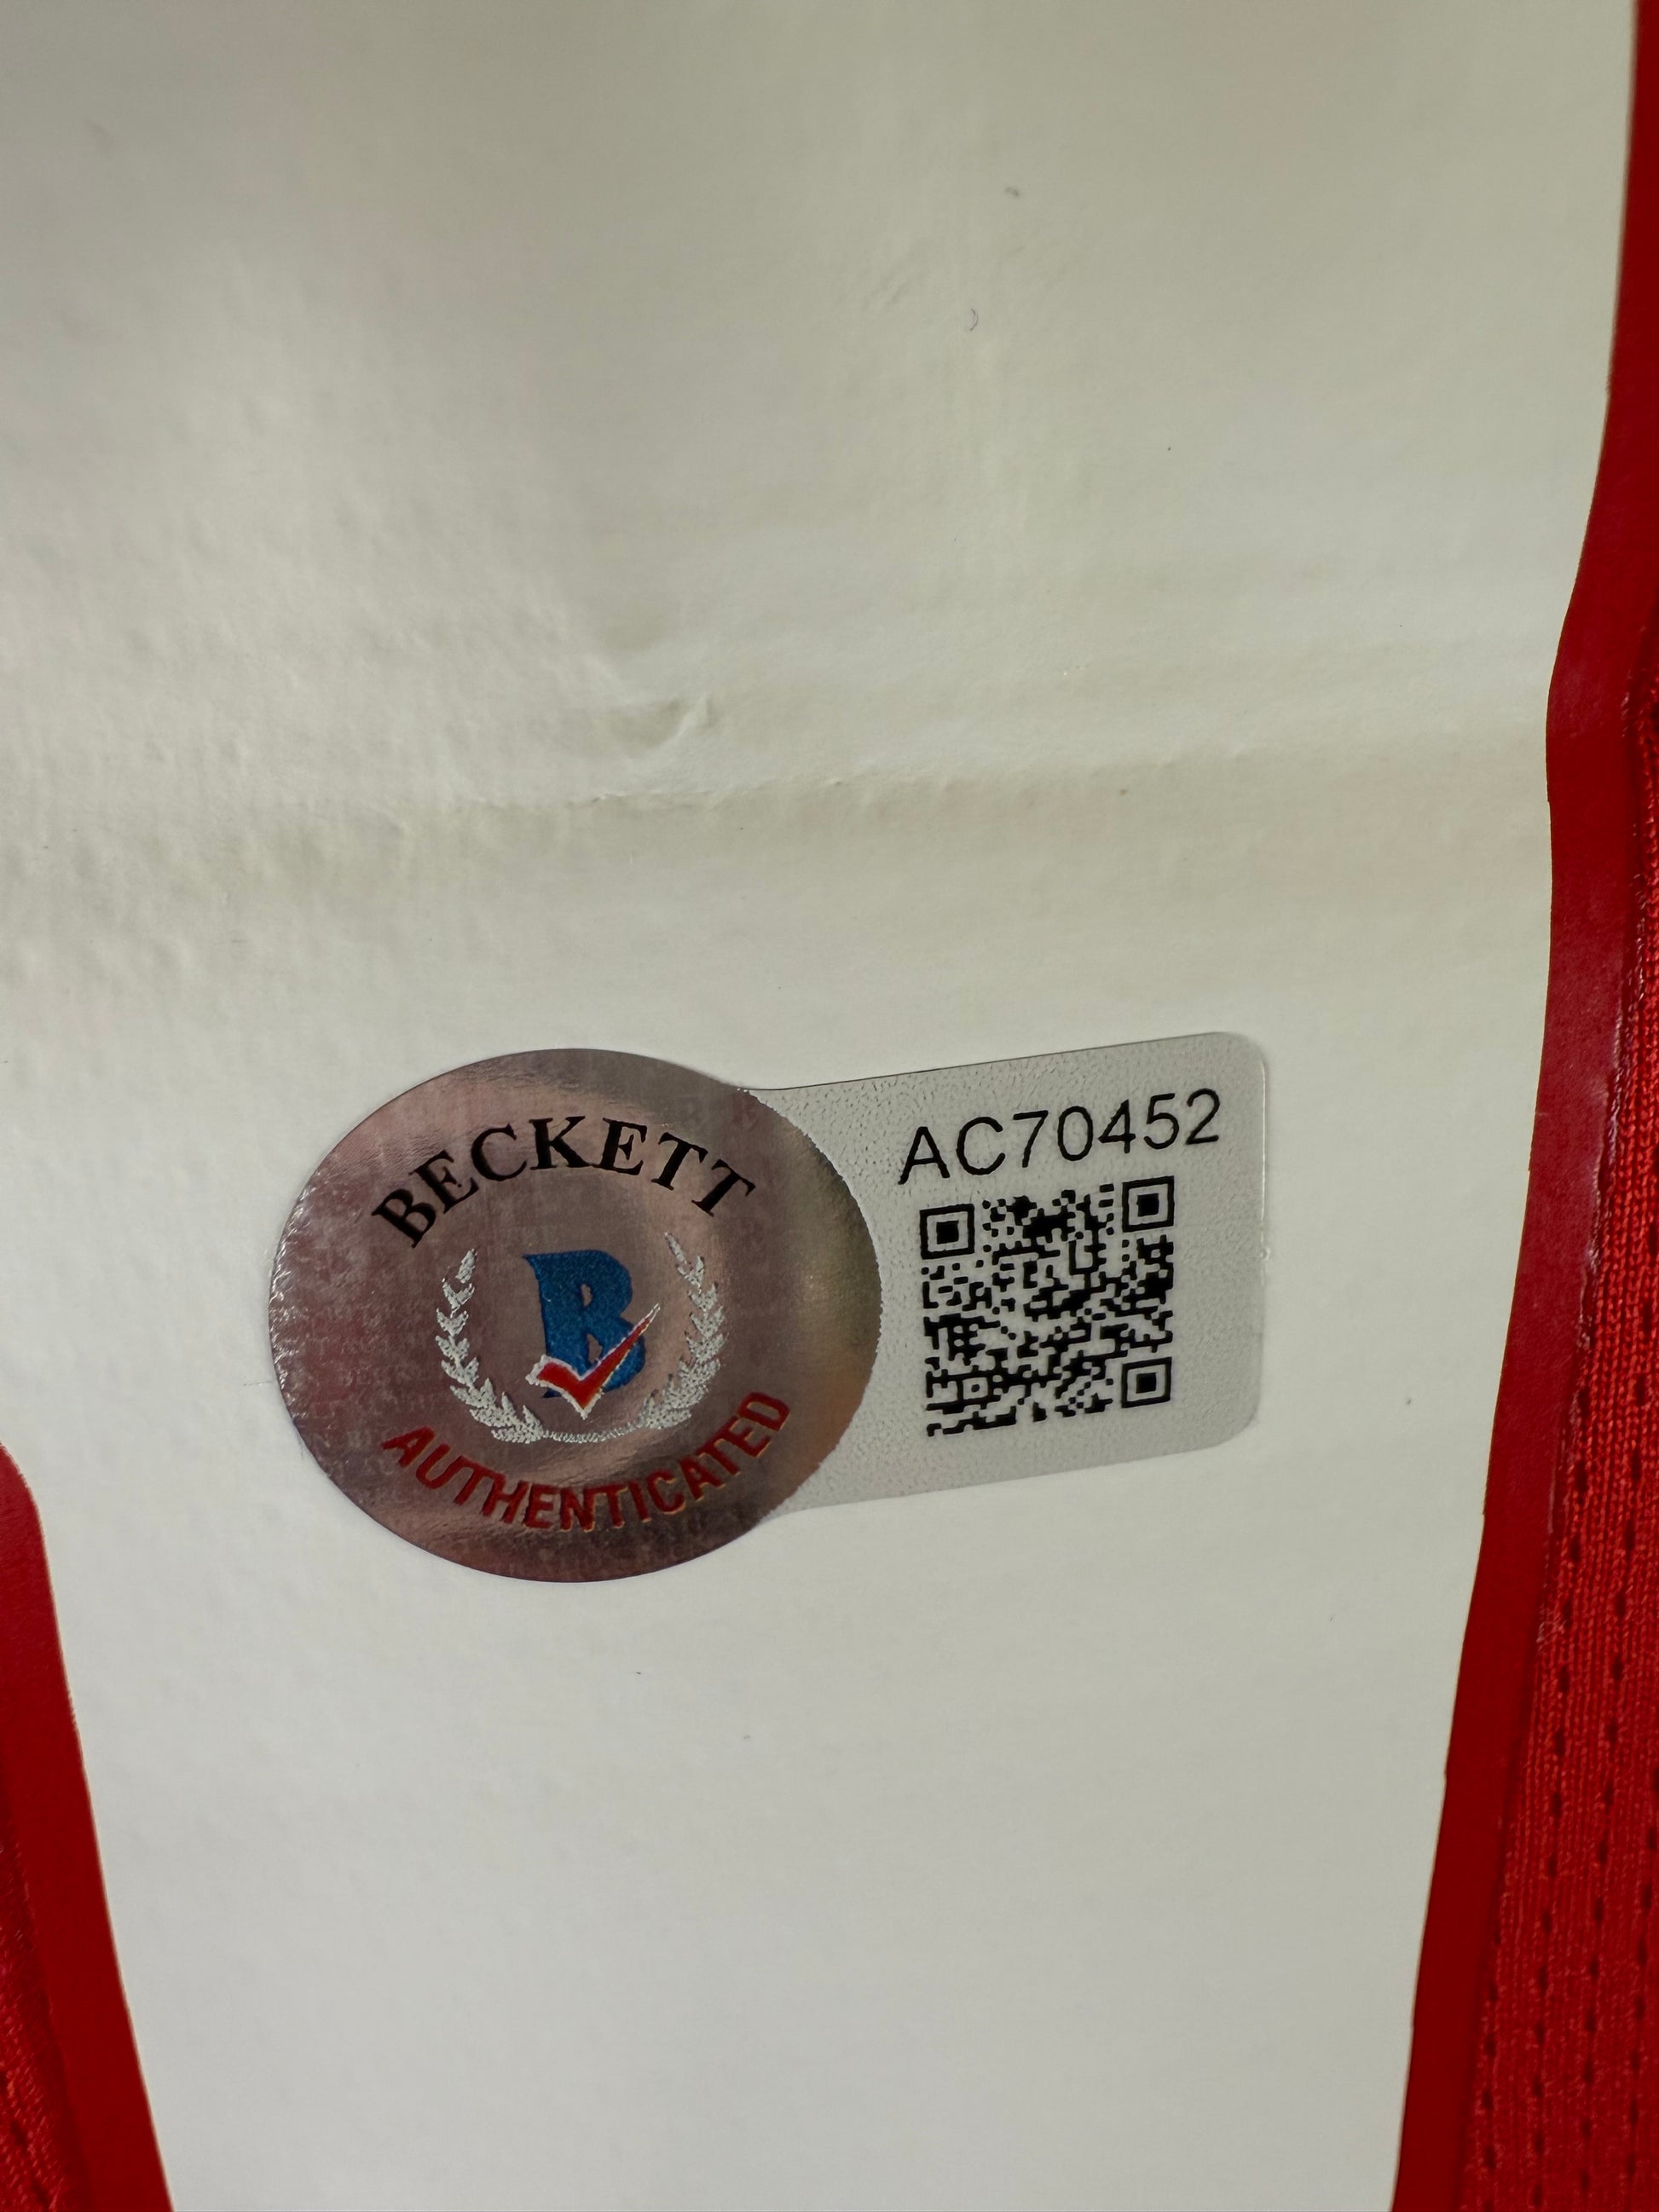 BECKETT
B
AUTHENTICATED
AC70452